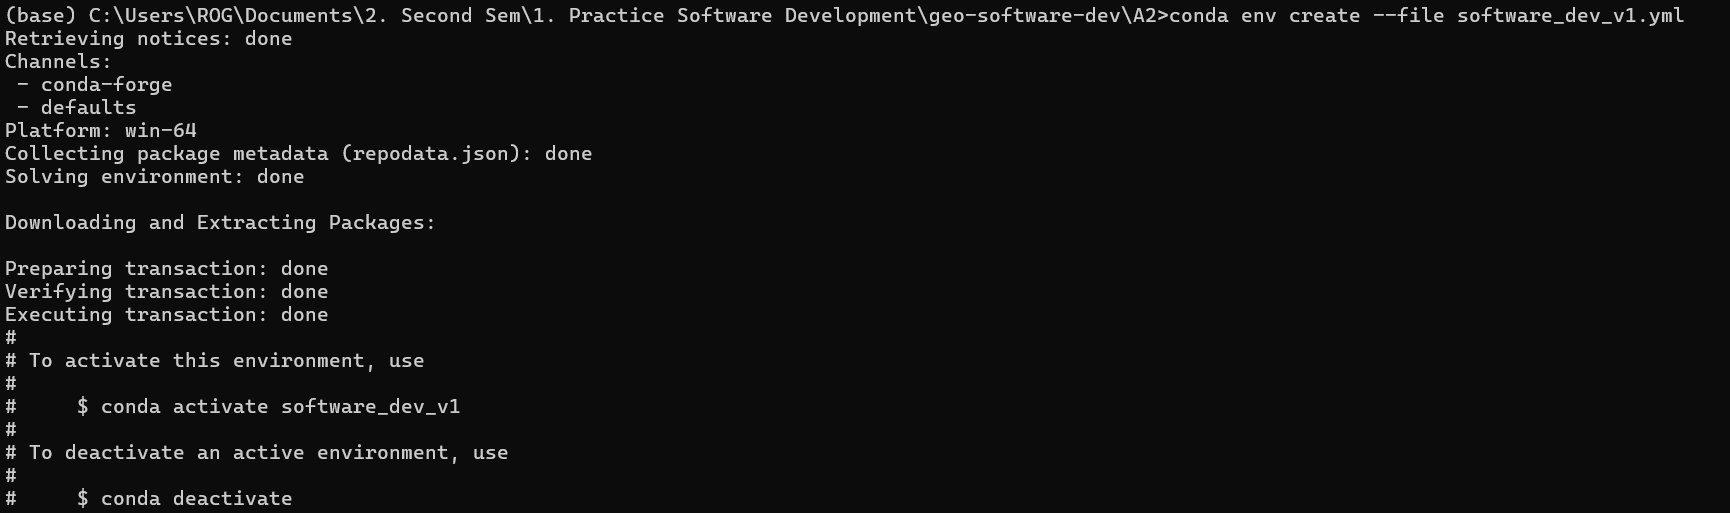 (base) C:\Users\ROG\Documents\2. Second Sem\1. Practice Software Development\geo-software-dev\A2>conda env create --file software_dev_v1.yml
Retrieving notices: done
Channels:
 - conda-forge
 - defaults
Platform: win-64
Collecting package metadata (repodata.json): done
Solving environment: done

Downloading and Extracting Packages:

Preparing transaction: done
Verifying transaction: done
Executing transaction: done
#
# To activate this environment, use
#
#     $ conda activate software_dev_v1
#
# To deactivate an active environment, use
#
#     $ conda deactivate